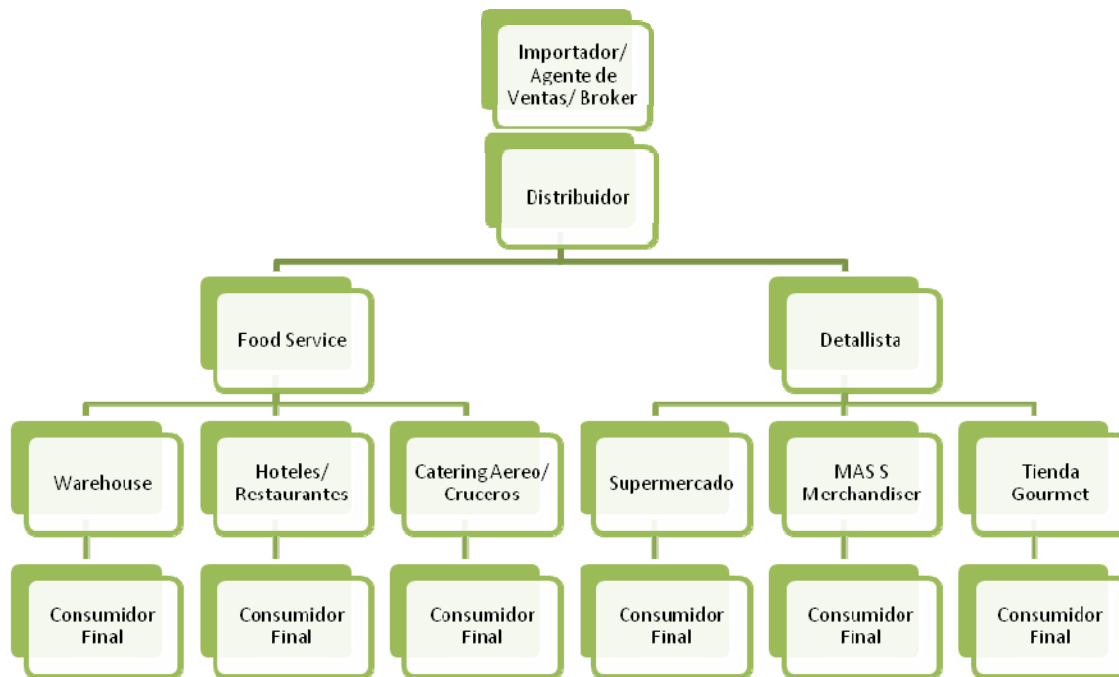 Importador/
Agente de
Ventas/ Broker
Distribuidor
Food Service
Detallista
Warehouse
Hoteles/
Restaurantes
Catering Aereo/
Cruceros
Supermercado
MAS S
Merchandiser
Tienda
Gourmet
Consumidor
Final
Consumidor
Final
Consumidor
Final
Consumidor
Final
Consumidor
Final
Consumidor
Final